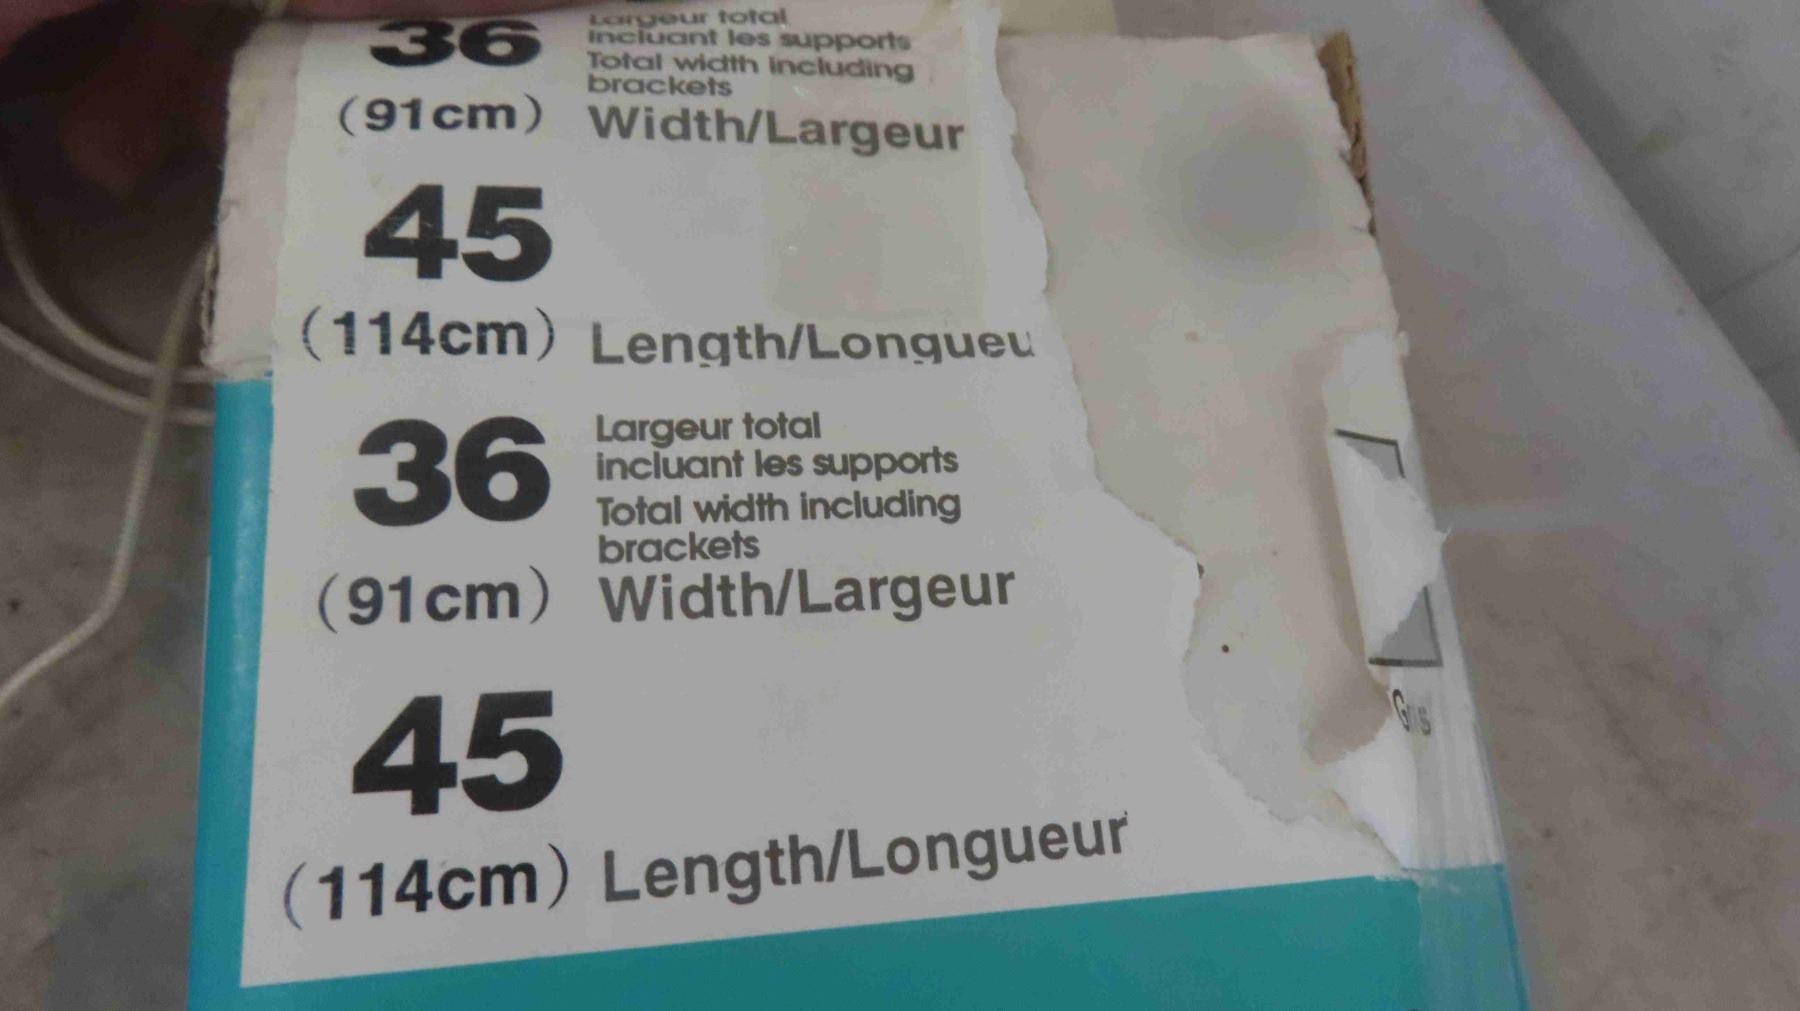 36 Largeur total
incluant les supports
Total width including
brackets
(91cm) Width/Largeur
45
(114cm) Length/Longueu
36 Largeur total
incluant les supports
Total width including
brackets
(91cm) Width/Largeur
45
(114cm) Length/Longueur